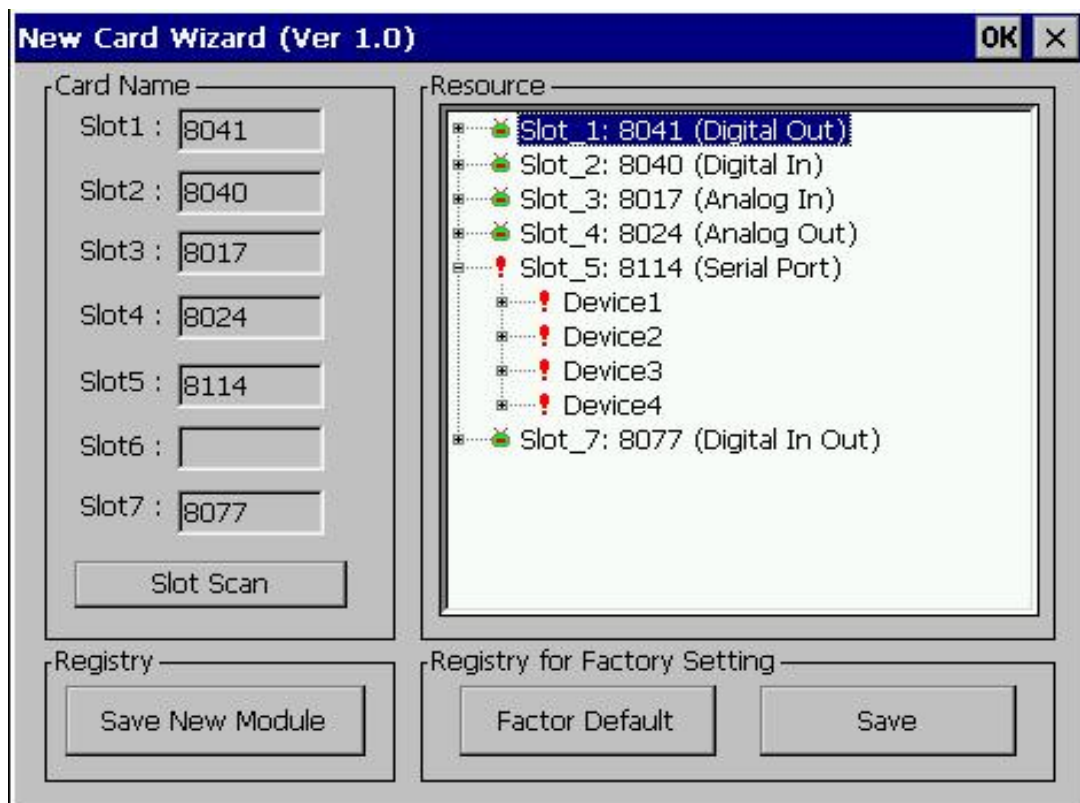 New Card Wizard (Ver 1.0)
OK
×
Card Name
Slot1 : 8041
Slot2 : 8040
Slot3 : 8017
Slot4 : 8024
Slot5 : 8114
Slot6 :
Slot7 : 8077
Slot Scan
Resource
Slot_1: 8041 (Digital Out)
Slot_2: 8040 (Digital In)
Slot_3: 8017 (Analog In)
Slot_4: 8024 (Analog Out)
Slot_5: 8114 (Serial Port)
Device1
Device2
Device3
Device4
Slot_7: 8077 (Digital In Out)
Registry
Save New Module
Registry for Factory Setting
Factor Default
Save